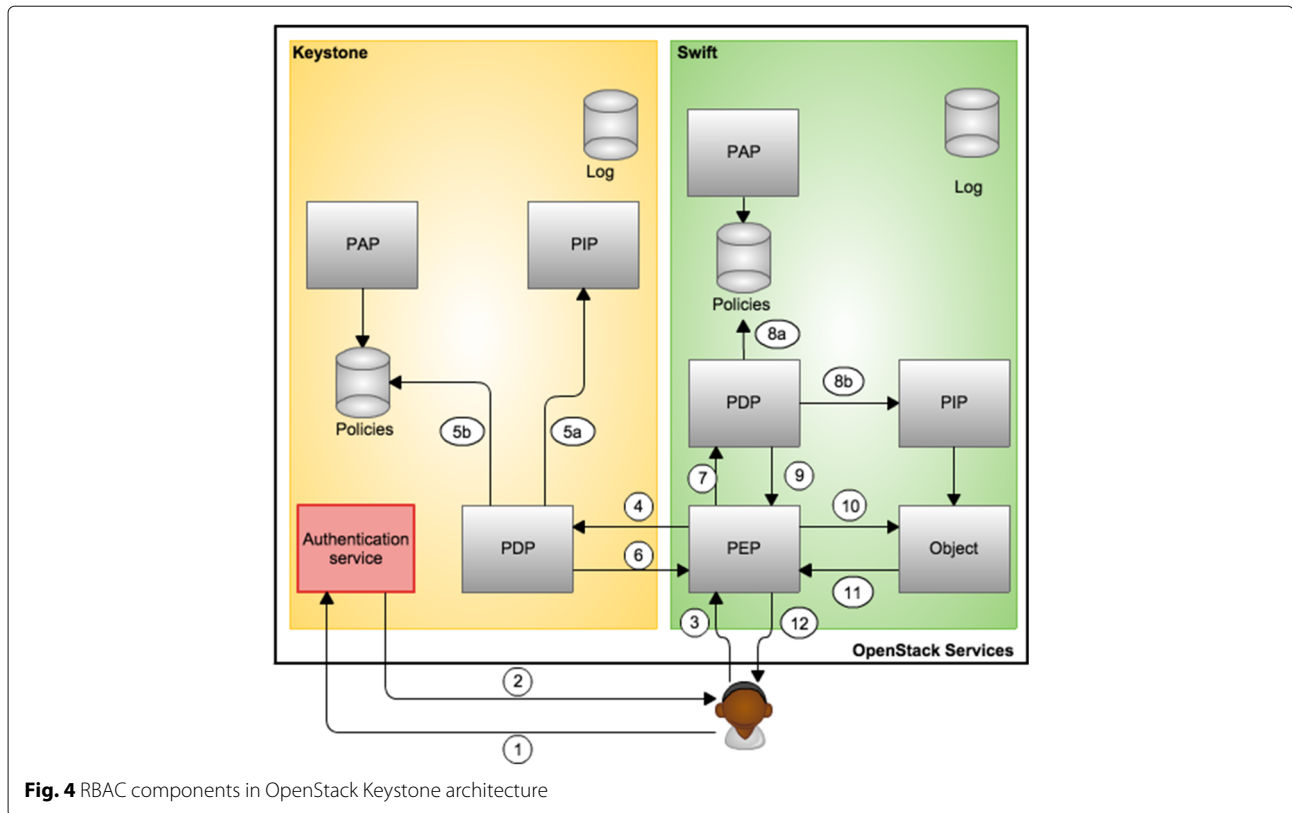 Keystone
Swift
Log
Log
PAP
PAP
PIP
Policies
8a
Policies
5b
5a
PDP
8b
PIP
7
9
4
10
Authentication
service
PDP
6
PEP
11
Object
3
12
OpenStack Services
2
1
Fig. 4 RBAC components in OpenStack Keystone architecture